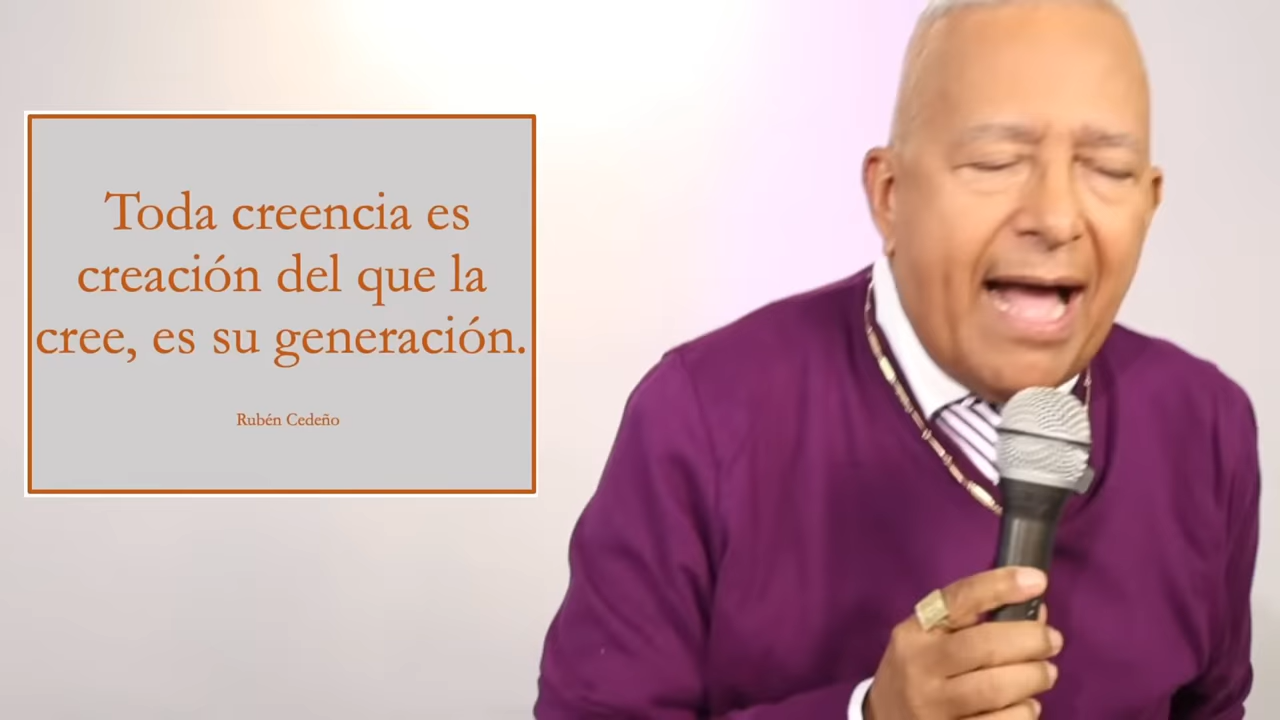 Toda creencia es
creación del que la
cree, es su generación.
Rubén Cedeño